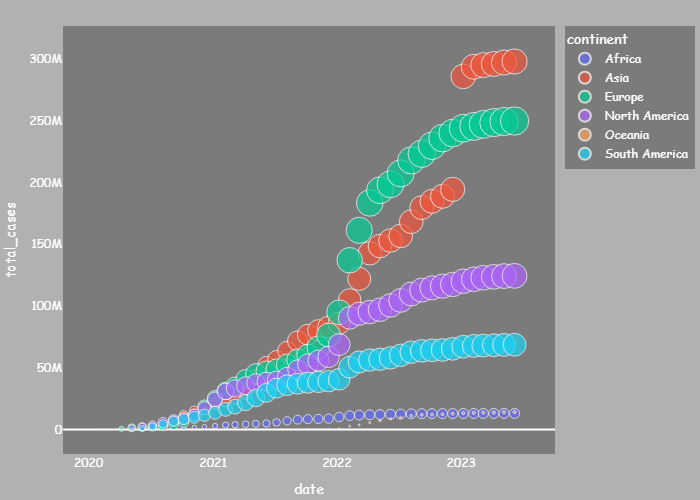 300M
250M
200M
150M
100M
50M
0
2020
2021
2022
2023
date
total_cases
continent
Africa
Asia
Europe
North America
Oceania
South America